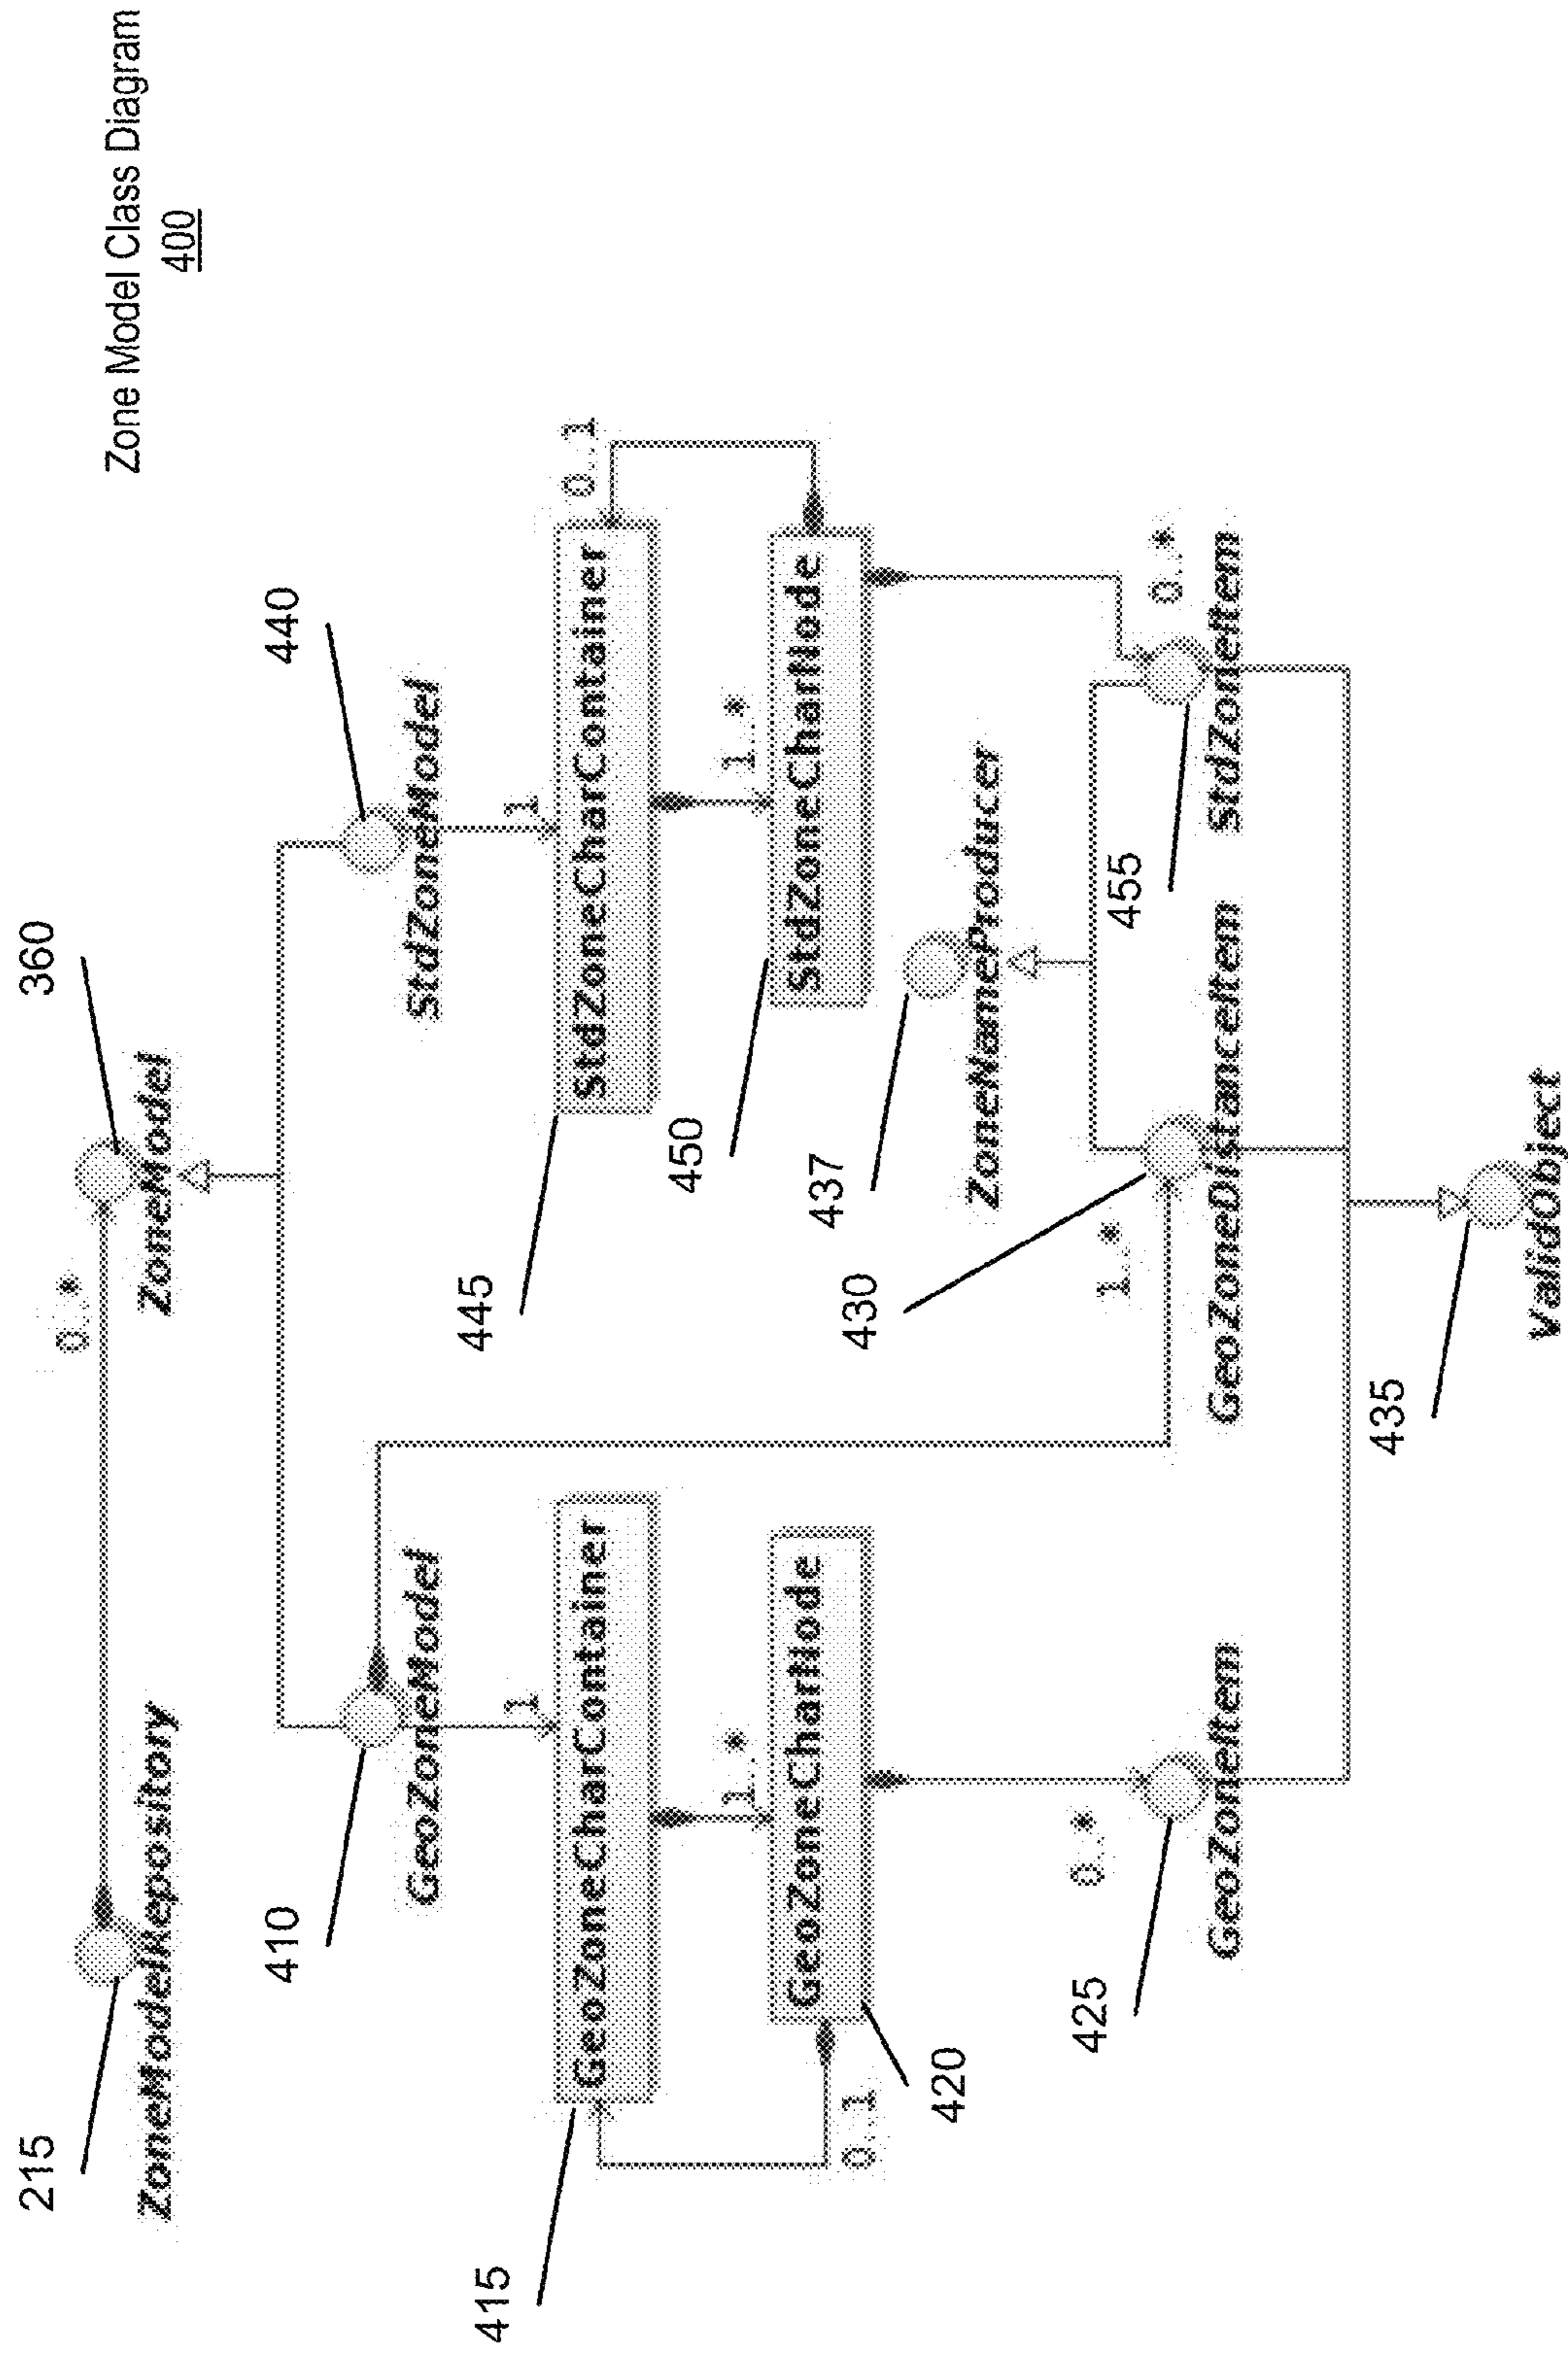 Zone Model Class Diagram
400
215
ZoneModelRepository
0..*
360
ZoneModel
410
GeoZoneModel
440
StdZoneModel
1
1
415
GeoZoneCharContainer
445
StdZoneCharContainer
0..1
1..*
1..*
0..1
420
GeoZoneCharNode
450
StdZoneCharNode
437
ZoneNameProducer
425
0..*
GeoZoneItem
430
1..*
GeoZoneDistanceItem
455
0..*
StdZoneItem
435
ValidObject